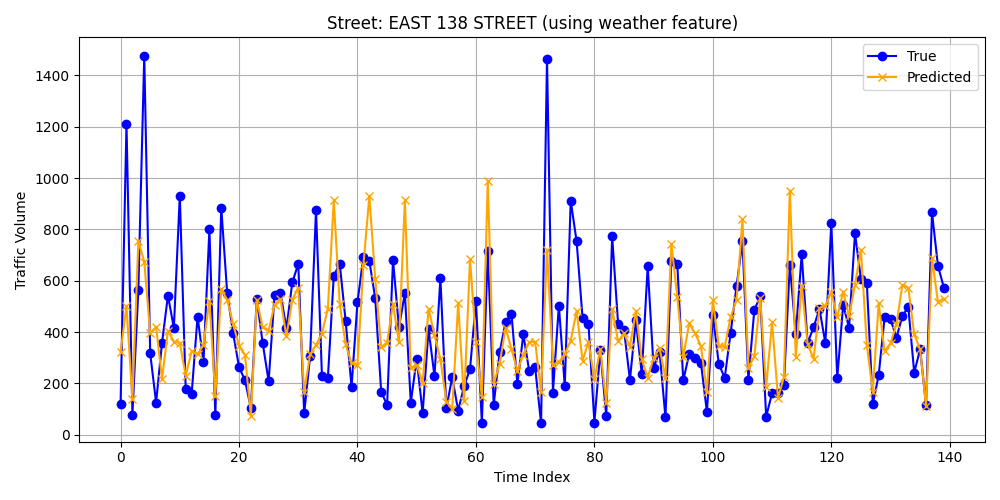 Street: EAST 138 STREET (using weather feature)
True
Predicted
Traffic Volume
1400
1200
1000
800
600
400
200
0
0 20 40 60 80 100 120 140
Time Index